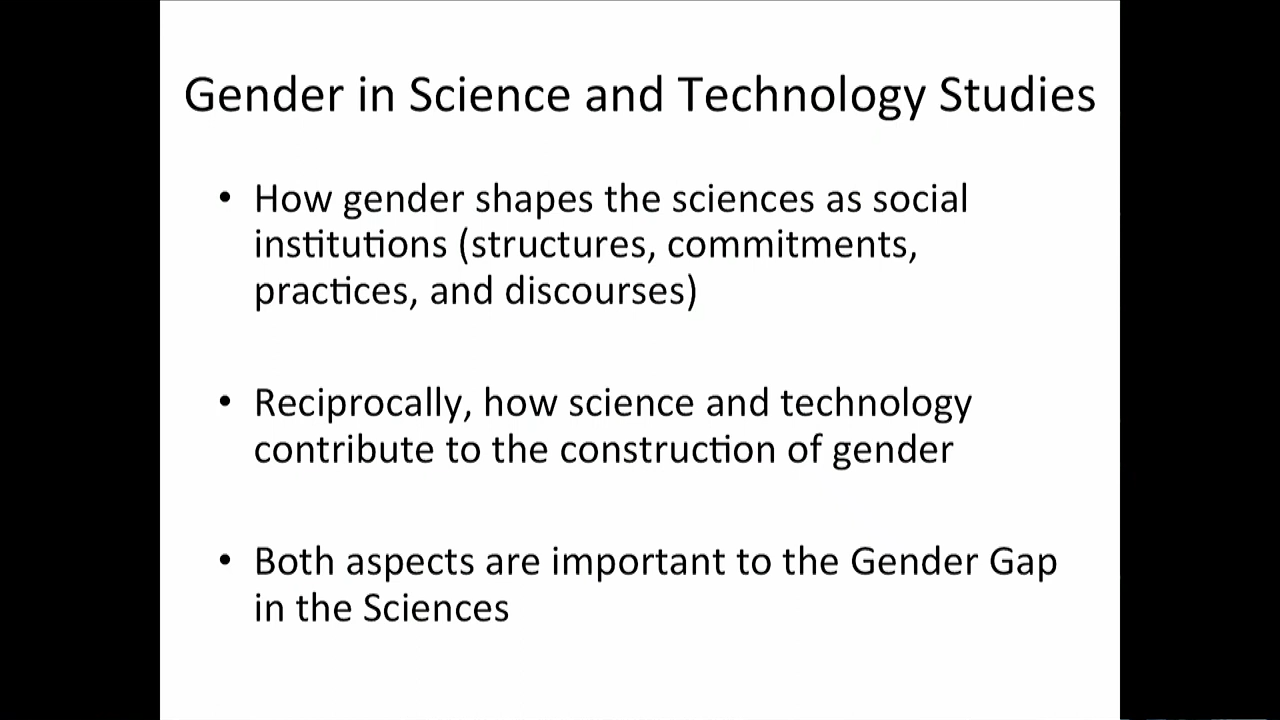 Gender in Science and Technology Studies
• How gender shapes the sciences as social
institutions (structures, commitments,
practices, and discourses)
• Reciprocally, how science and technology
contribute to the construction of gender
• Both aspects are important to the Gender Gap
in the Sciences